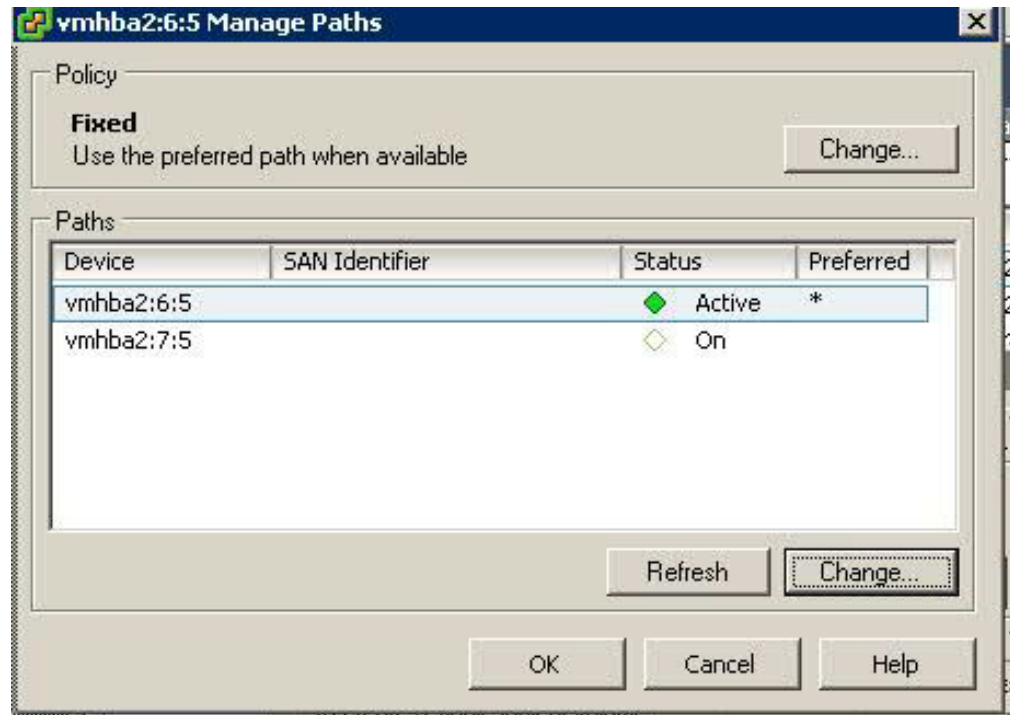 vmhba2:6:5 Manage Paths
Policy
Fixed
Use the preferred path when available
Change...
Paths
Device SAN Identifier Status Preferred
vmhba2:6:5 Active *
vmhba2:7:5 On
Refresh Change...
OK Cancel Help